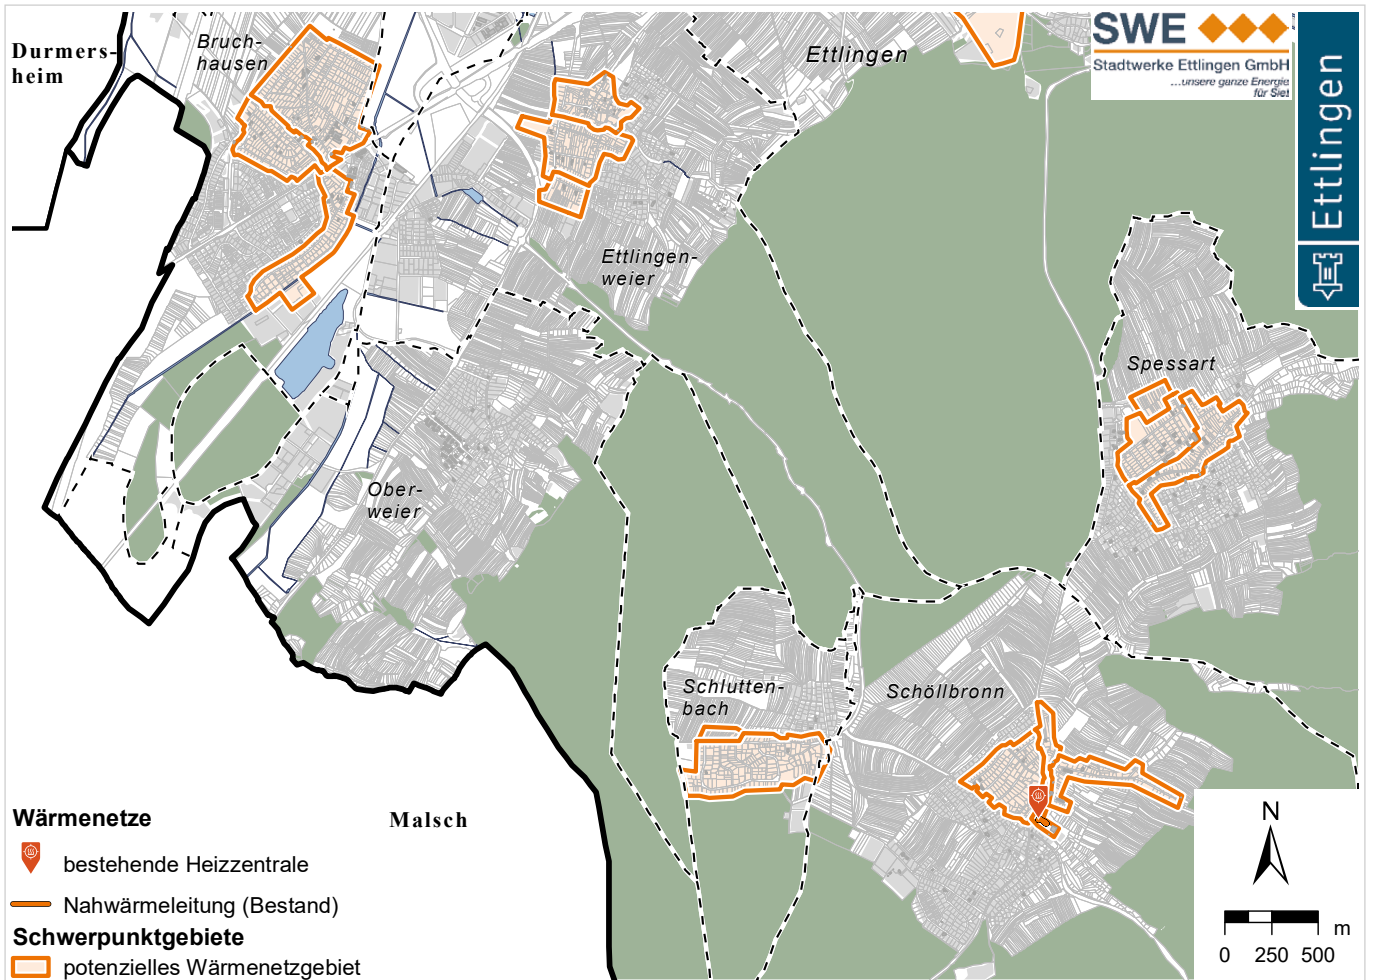 Durmers-
heim
Bruch-
hausen
Ettlingen
SWE
Stadtwerke Ettlingen GmbH
...unsere ganze Energie
für Sie!
Ettlingen
Ettlingen-
weier
Spessart
Ober-
weier
Schlutten-
bach
Schöllbronn
Malsch
Wärmenetze
bestehende Heizzentrale
Nahwärmeleitung (Bestand)
Schwerpunktgebiete
potenzielles Wärmenetzgebiet
N
m
0 250 500